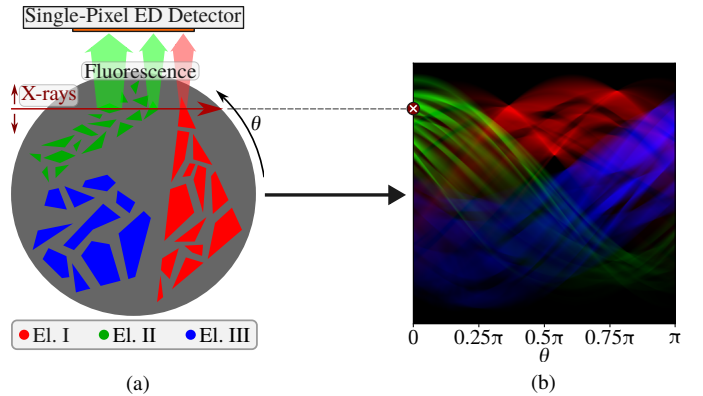 Single-Pixel ED Detector
Fluorescence
X-rays
θ
El. I El. II El. III
0 0.25π 0.5π 0.75π π
θ
(a) (b)